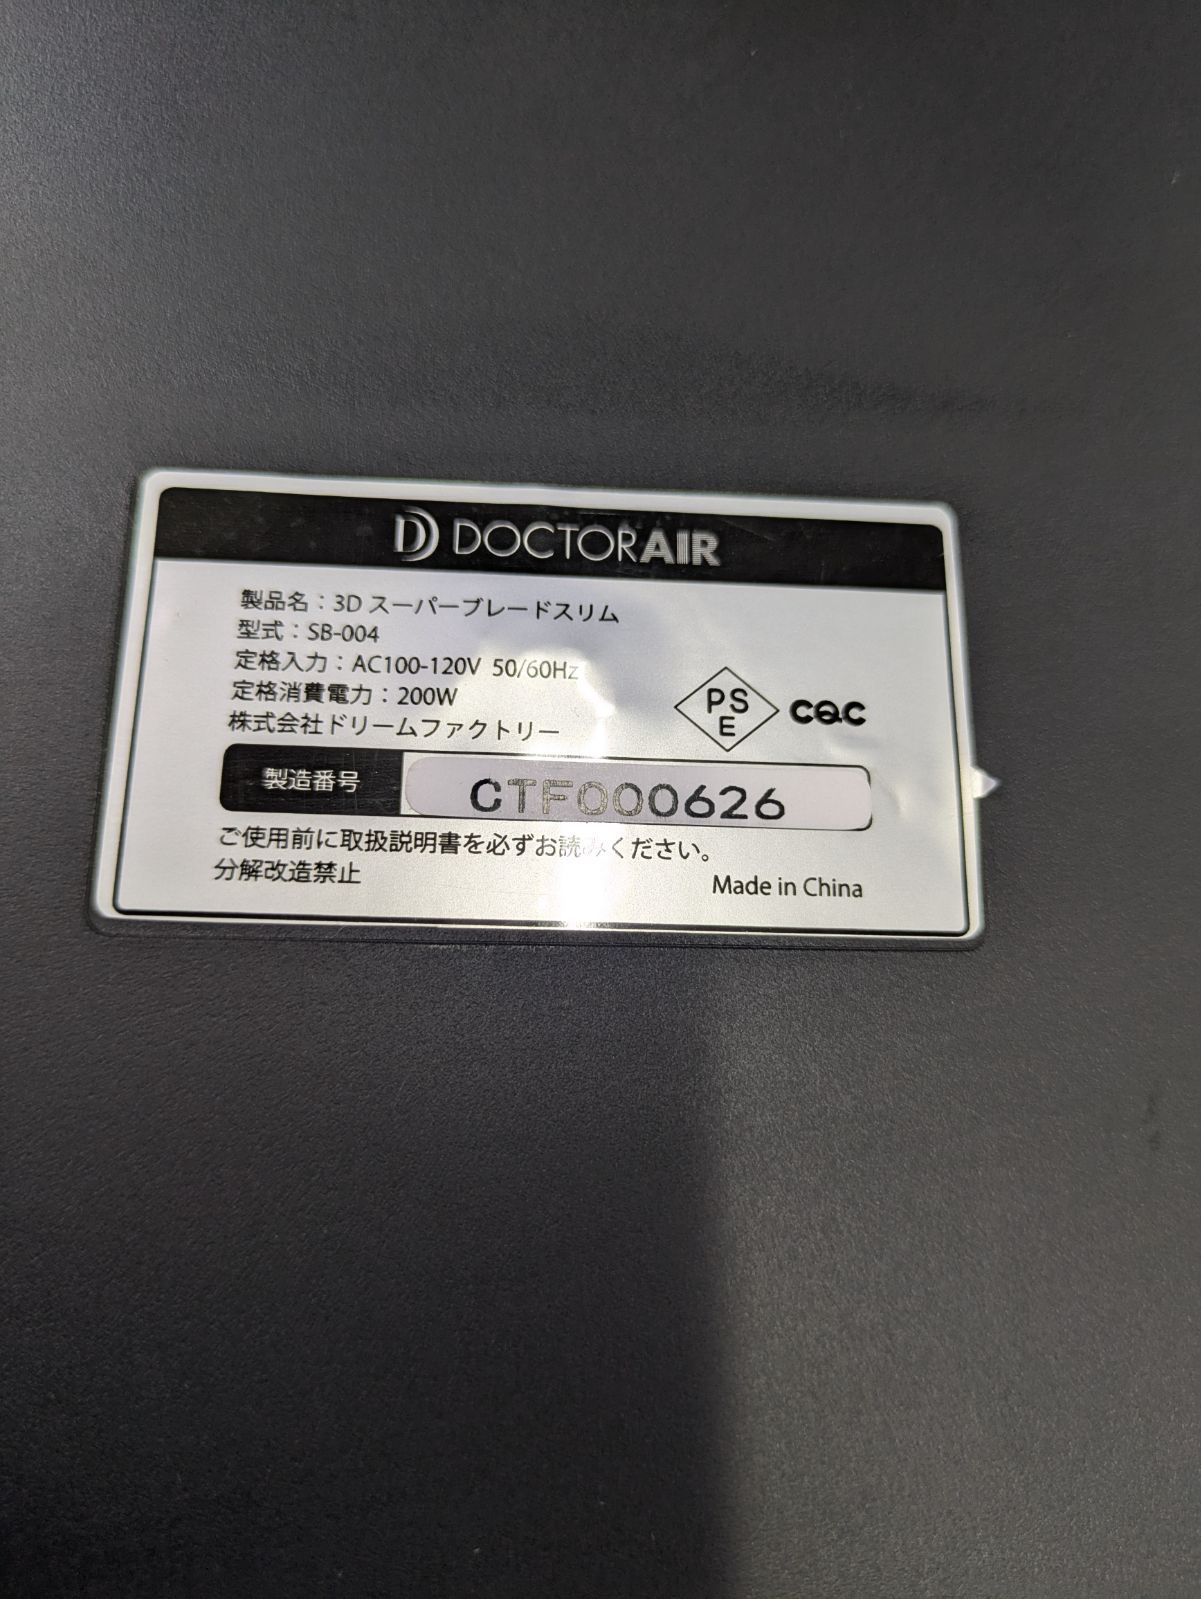 DOCTORAIR
製品名：3D スーパーブレードスリム
型式：SB-004
定格入力：AC100-120V 50/60Hz
定格消費電力：200W
株式会社ドリームファクトリー
PS
E
CQC
製造番号 CTF000626
ご使用前に取扱説明書を必ずお読みください。
分解改造禁止
Made in China